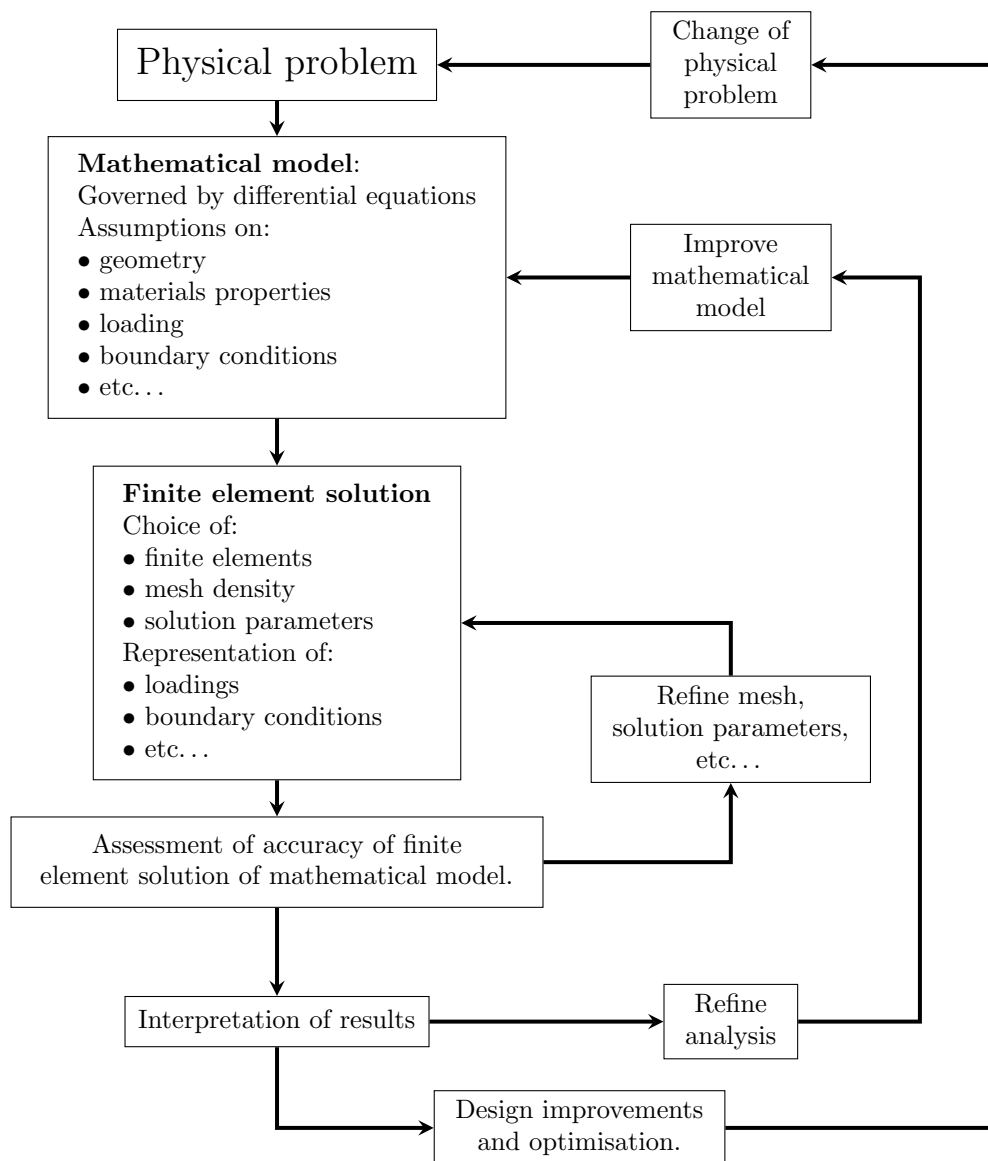 Physical problem
Change of
physical
problem
Mathematical model:
Governed by differential equations
Assumptions on:
• geometry
• materials properties
• loading
• boundary conditions
• etc...
Improve
mathematical
model
Finite element solution
Choice of:
• finite elements
• mesh density
• solution parameters
Representation of:
• loadings
• boundary conditions
• etc...
Refine mesh,
solution parameters,
etc...
Assessment of accuracy of finite
element solution of mathematical model.
Interpretation of results
Refine
analysis
Design improvements
and optimisation.